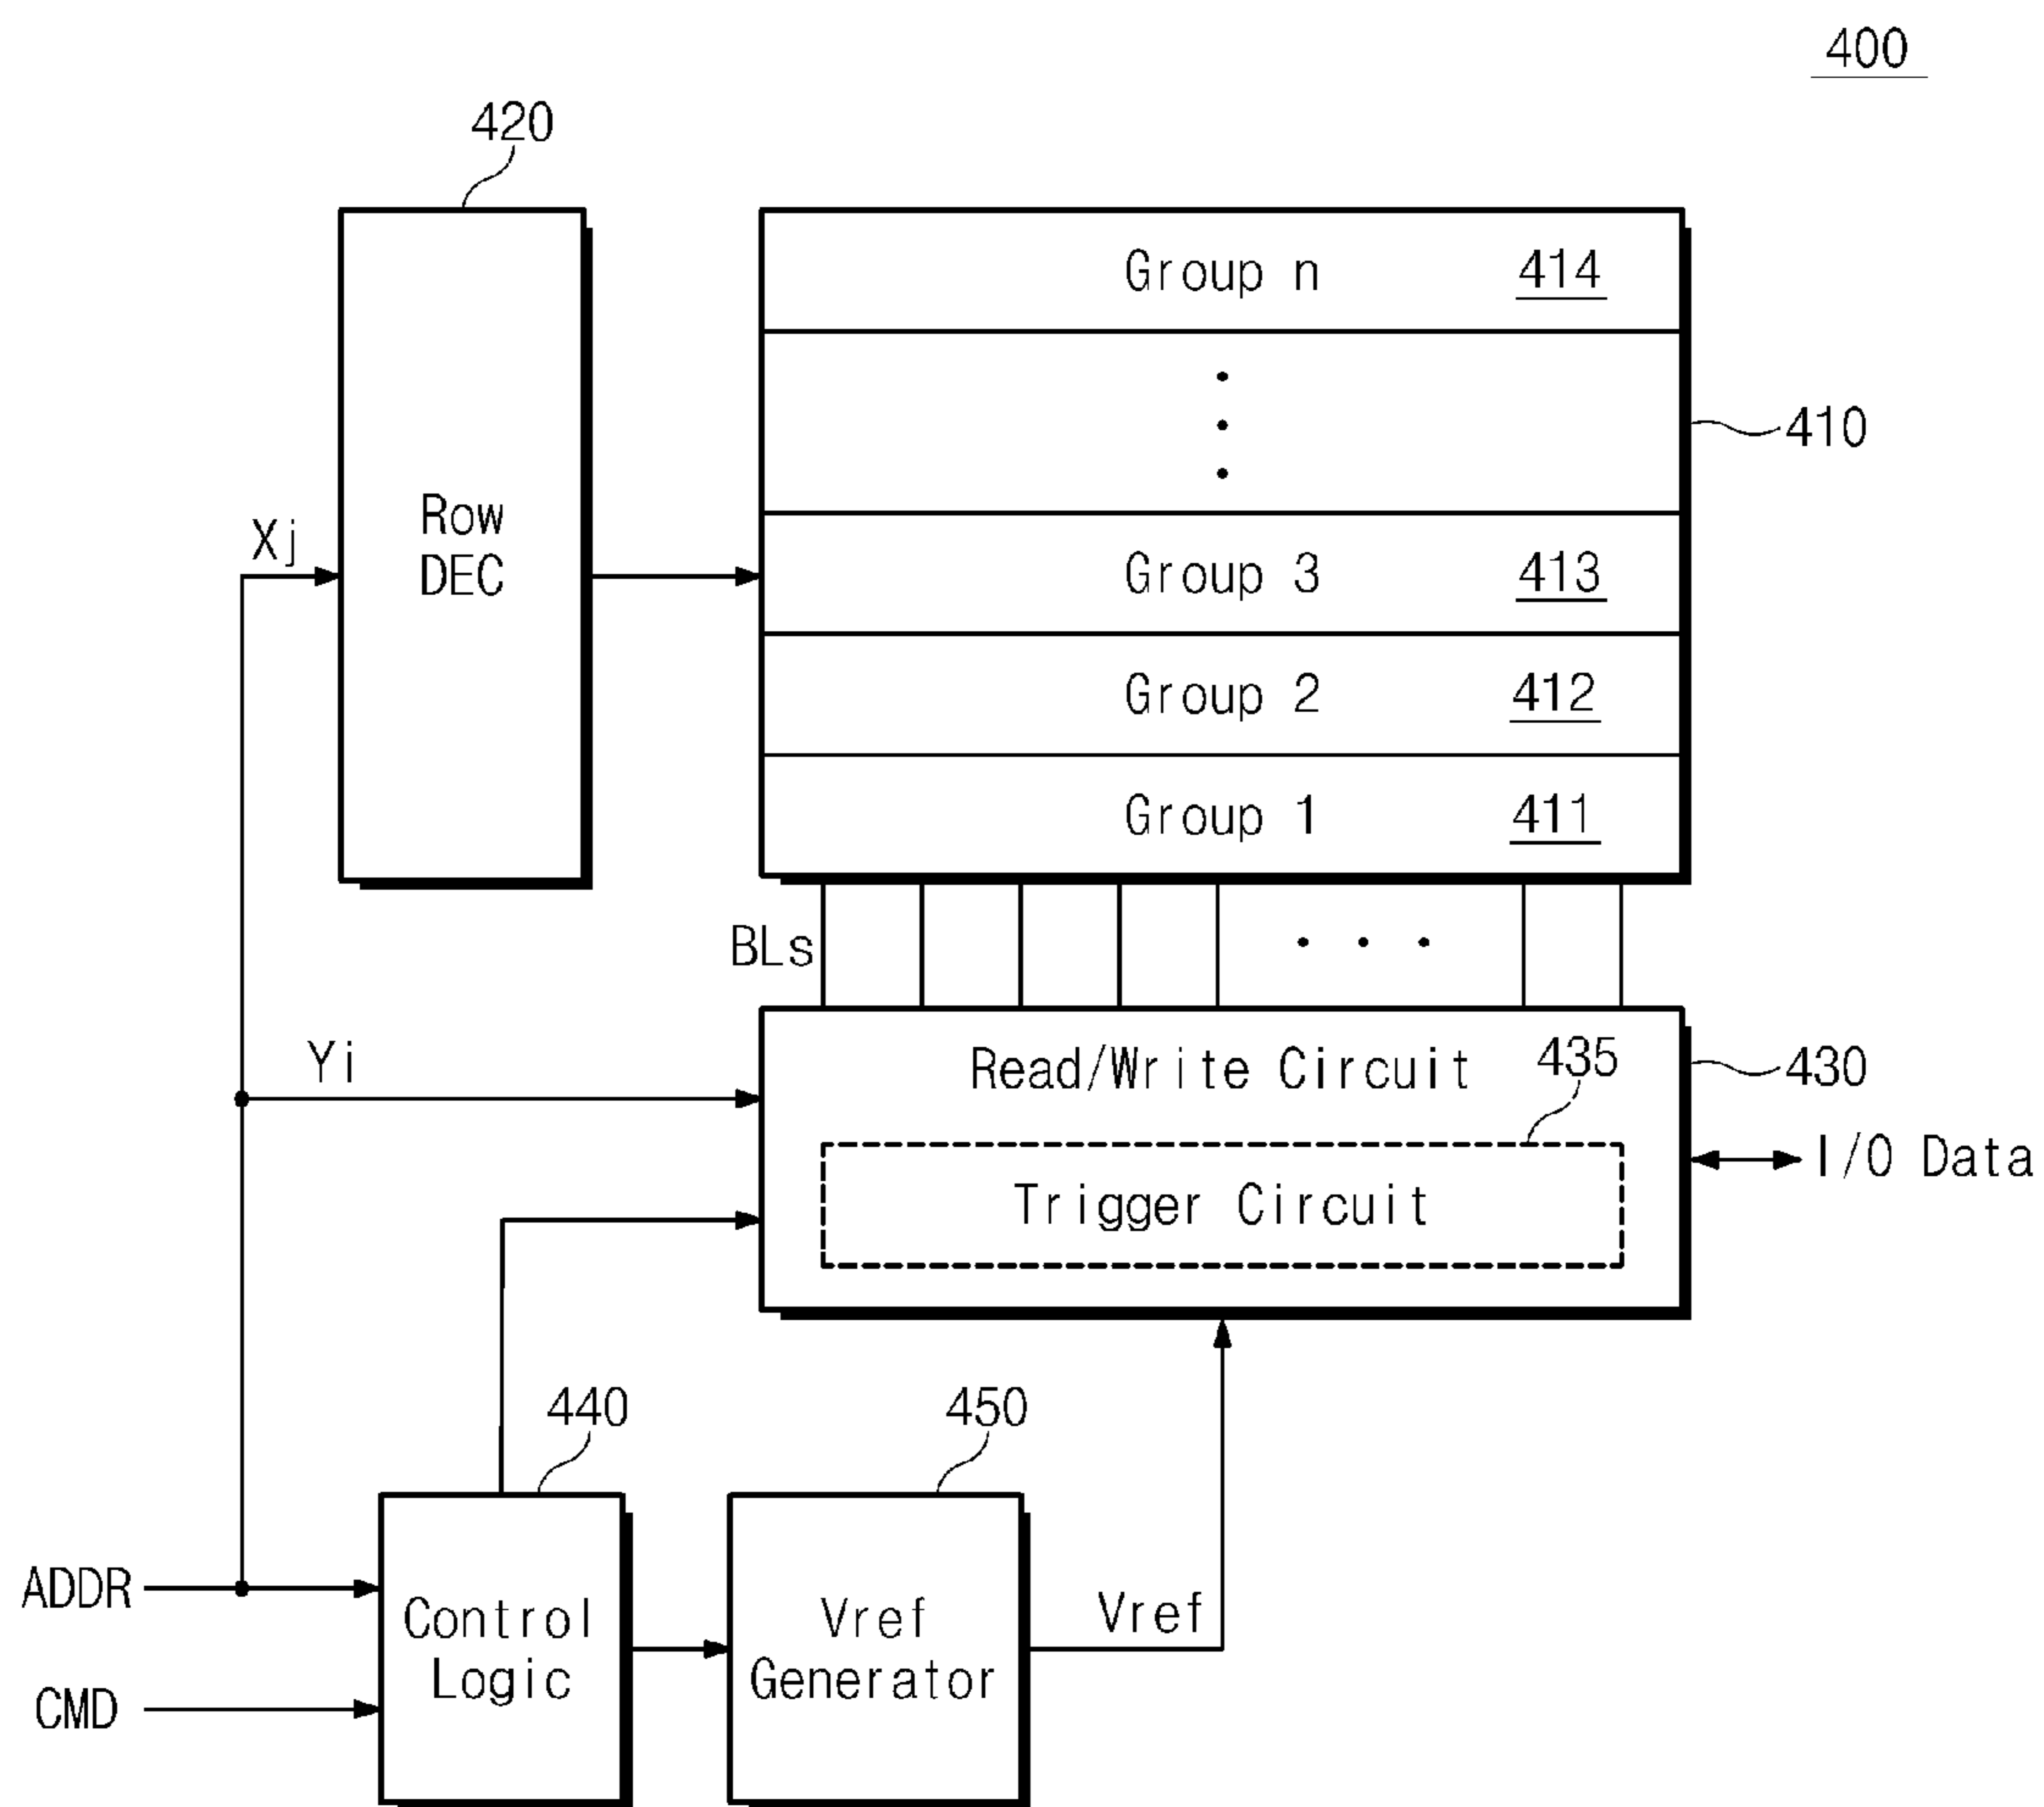 400
420
Group n 414
410
Xj
Row
DEC
Group 3 413
Group 2 412
Group 1 411
BLs
Yi
Read/Write Circuit
435
430
I/O Data
Trigger Circuit
440
450
ADDR
Control
Logic
Vref
Generator
Vref
CMD